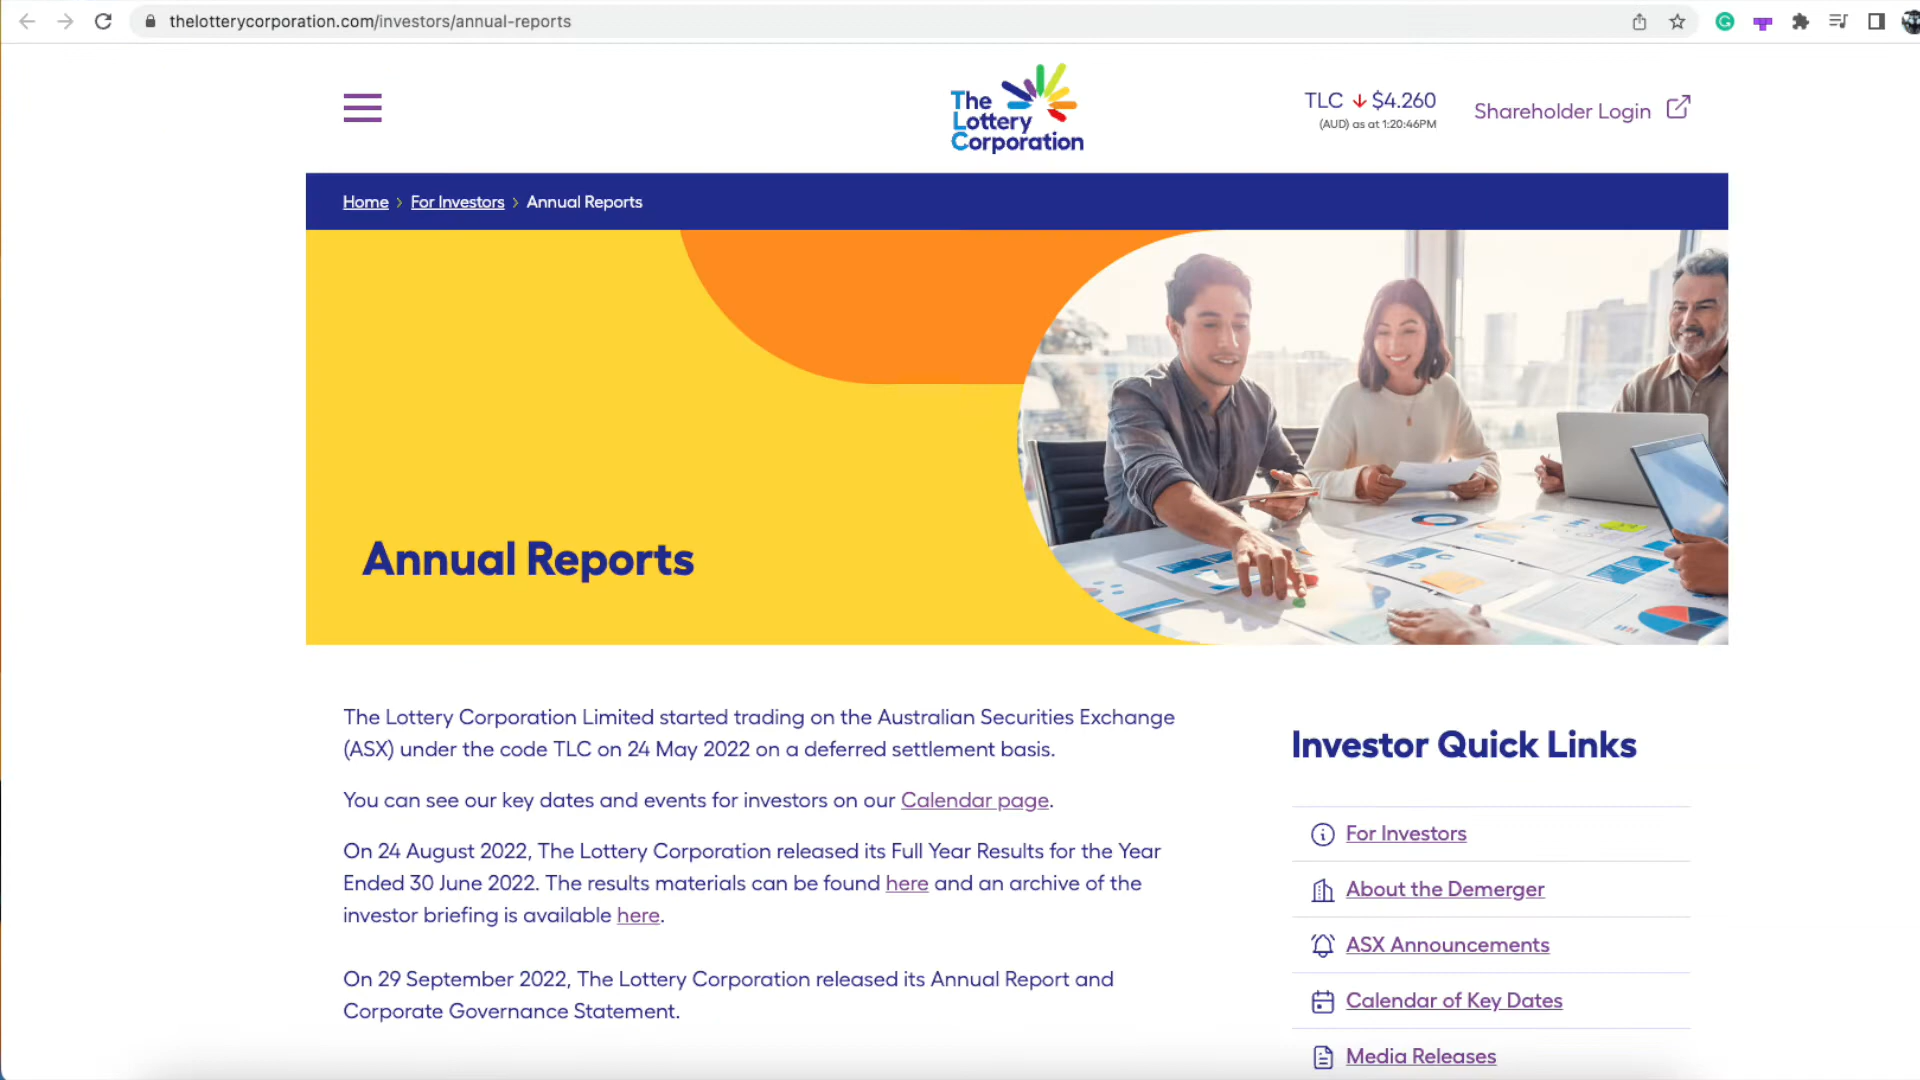 thelotterycorporation.com/investors/annual-reports
The
Lottery
Corporation
TLC $4.260
(AUD) as at 1:20:46PM
Shareholder Login
Home > For Investors > Annual Reports
Annual Reports
The Lottery Corporation Limited started trading on the Australian Securities Exchange
(ASX) under the code TLC on 24 May 2022 on a deferred settlement basis.
You can see our key dates and events for investors on our Calendar page.
On 24 August 2022, The Lottery Corporation released its Full Year Results for the Year
Ended 30 June 2022. The results materials can be found here and an archive of the
investor briefing is available here.
On 29 September 2022, The Lottery Corporation released its Annual Report and
Corporate Governance Statement.
Investor Quick Links
For Investors
About the Demerger
ASX Announcements
Calendar of Key Dates
Media Releases